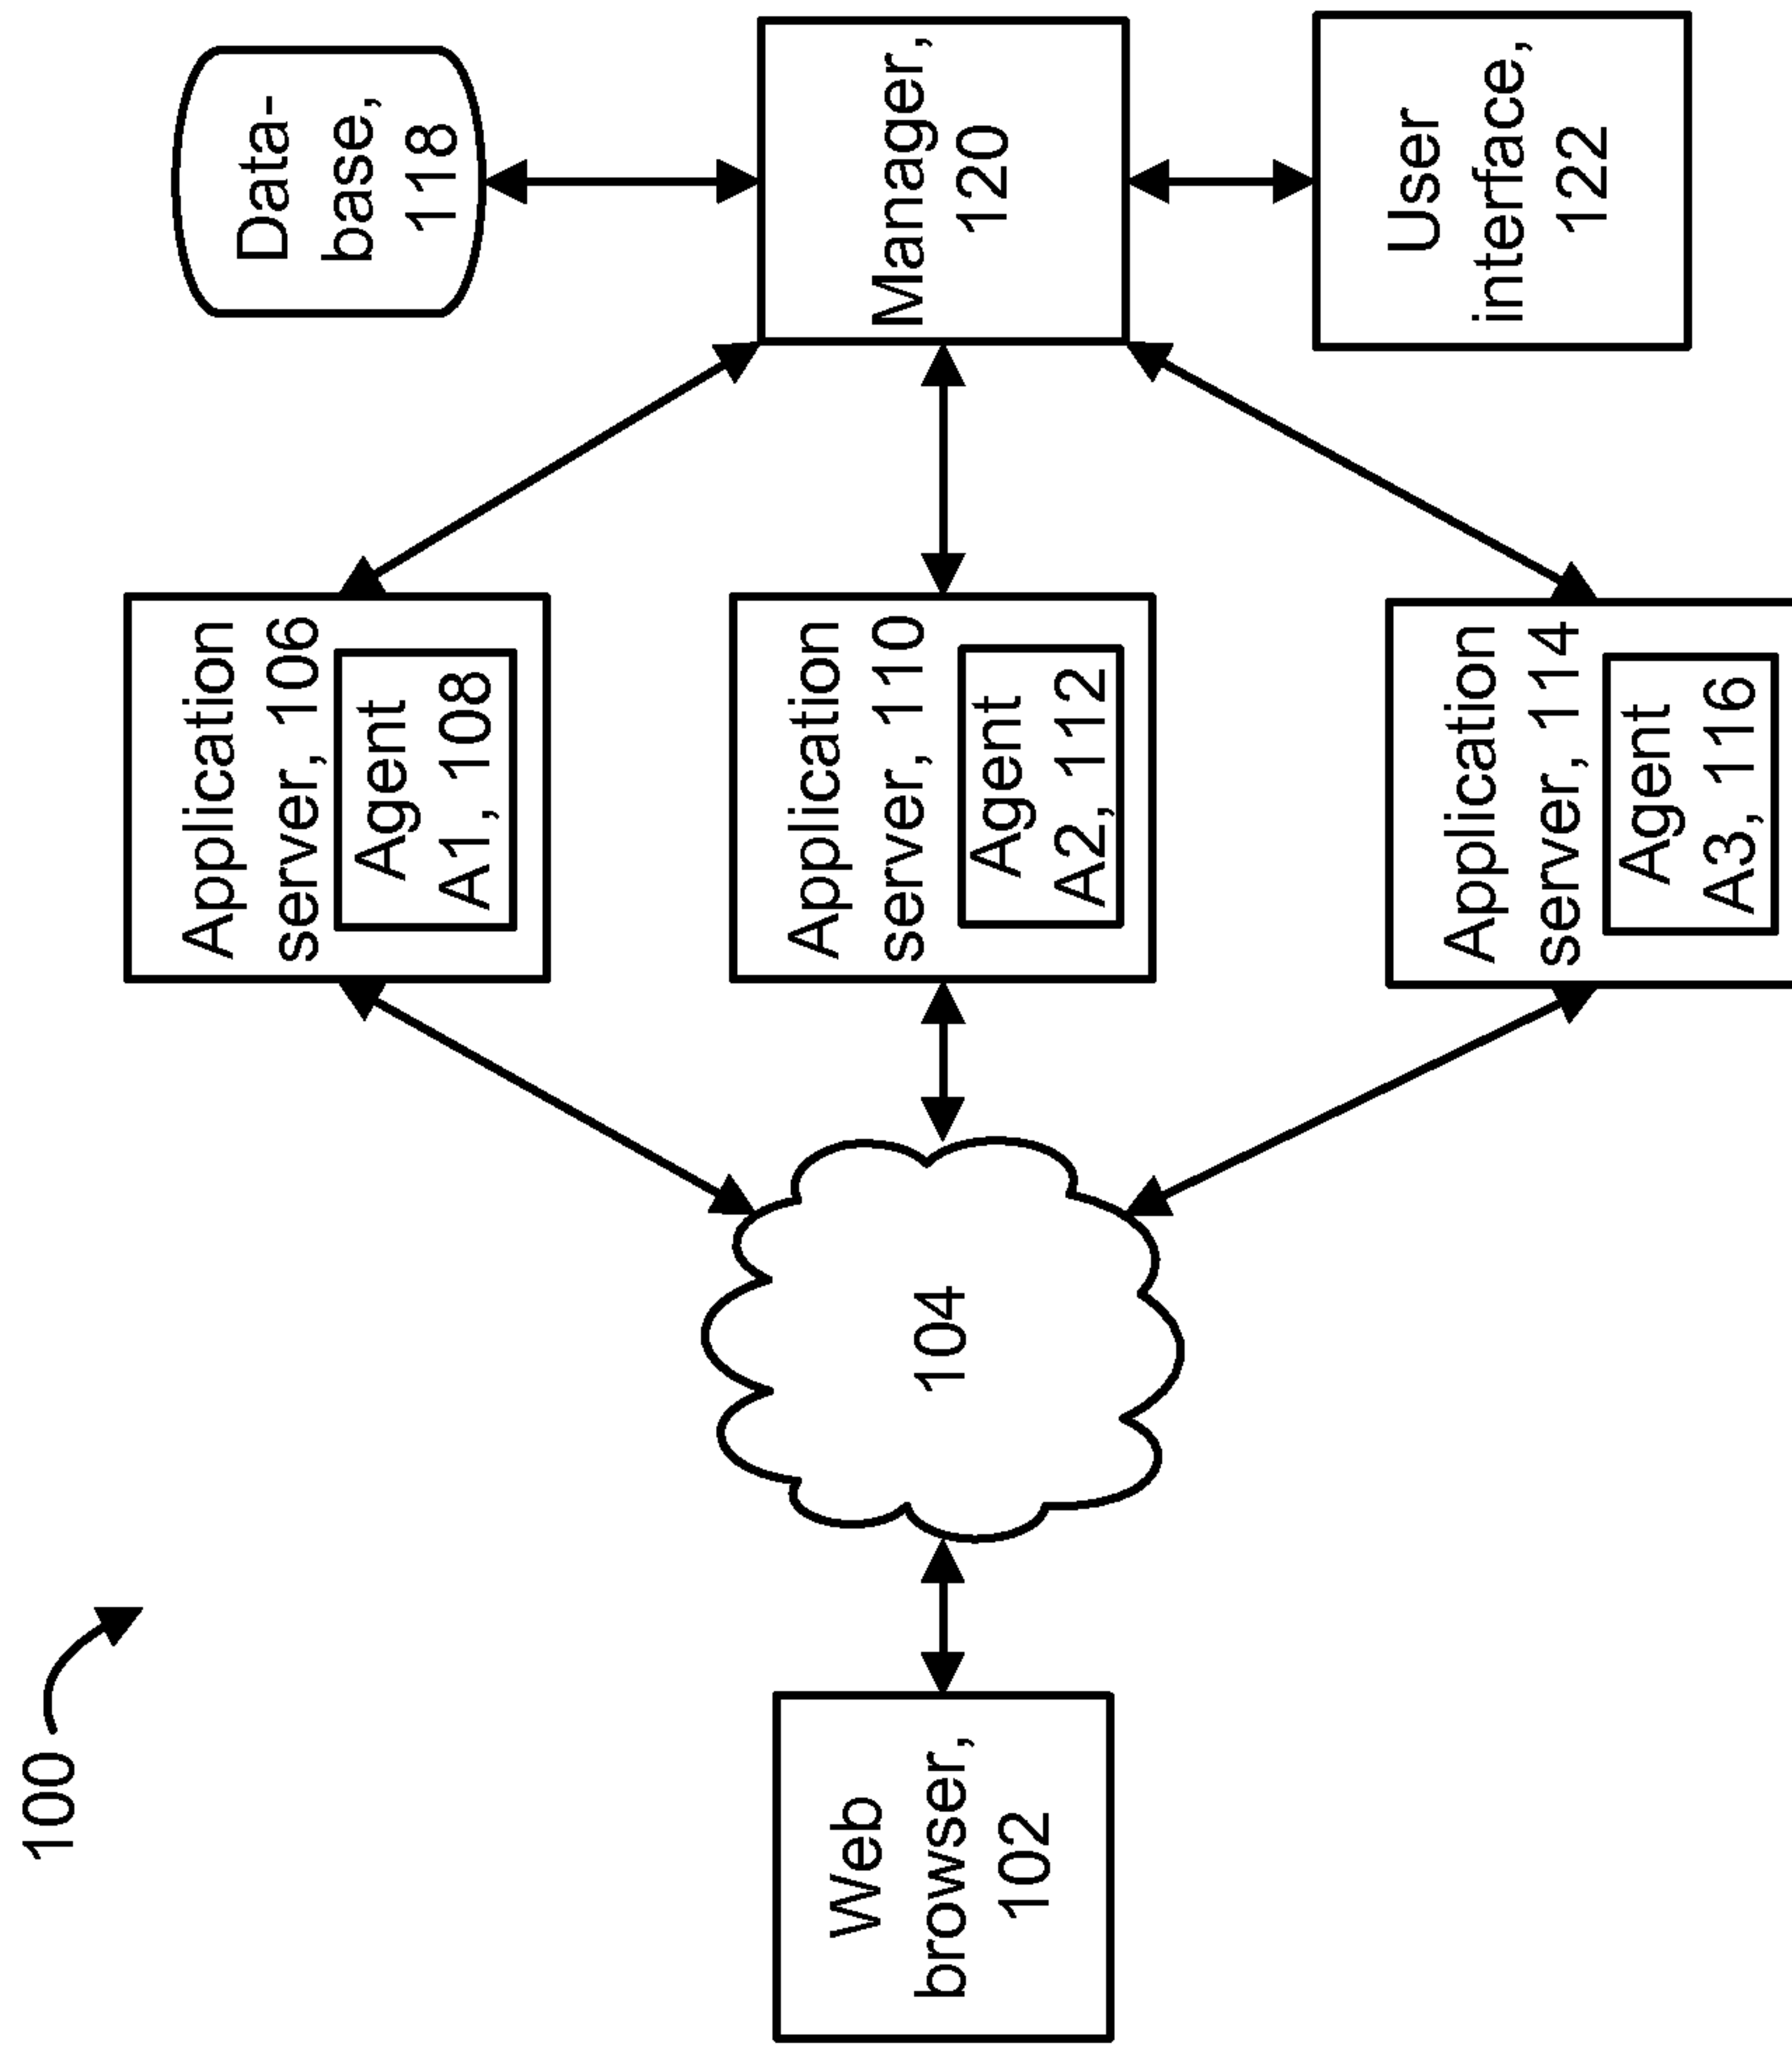 100
Web
browser,
102
104
Application
server, 106
Agent
A1, 108
Application
server, 110
Agent
A2, 112
Application
server, 114
Agent
A3, 116
Data-
base,
118
Manager,
120
User
interface,
122